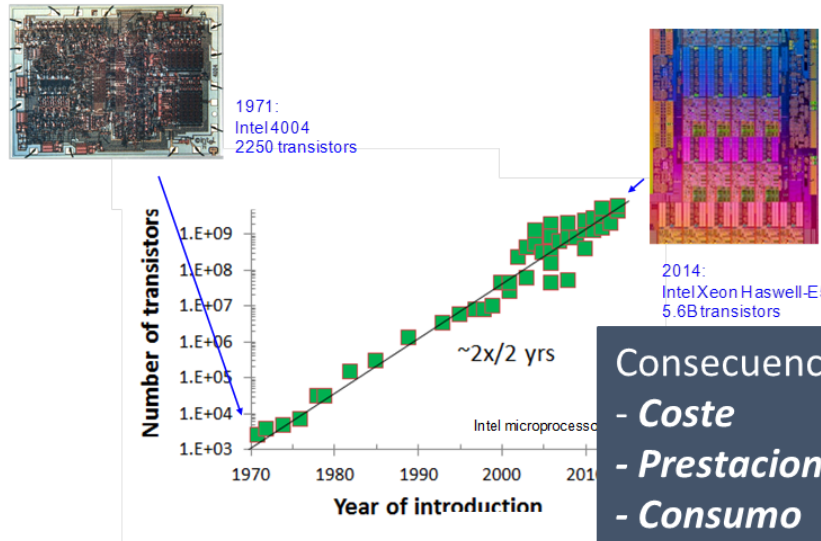 1971:
Intel 4004
2250 transistors
2014:
Intel Xeon Haswell-E
5.6B transistors
Number of transistors
1.E+09
1.E+08
1.E+07
1.E+06
1.E+05
1.E+04
1.E+03
~2x/2 yrs
Intel microprocesso
1970
1980
1990
2000
Year of introduction
Consecuenc
- Coste
- Prestacion
- Consumo